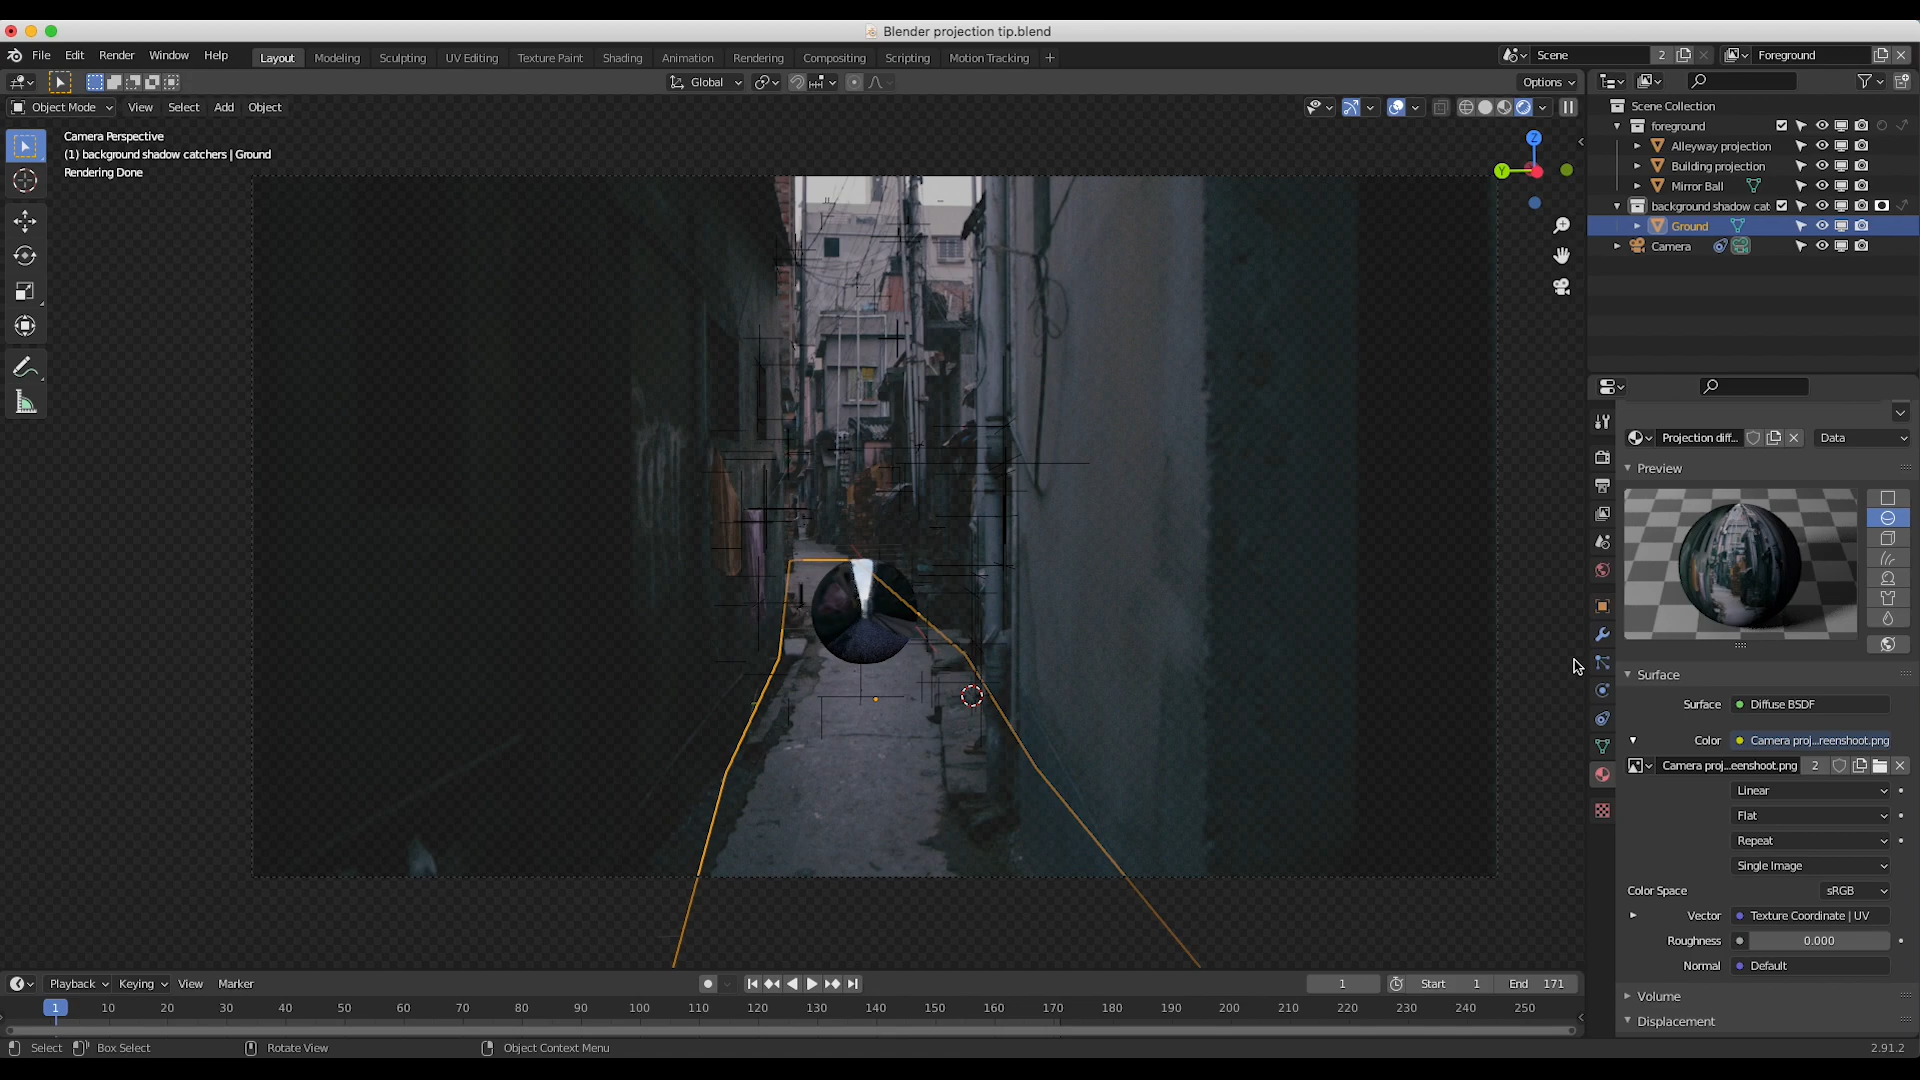 Blender projection tip.blend
File Edit Render Window Help Layout Modeling Sculpting UV Editing Texture Paint Shading Animation Rendering Compositing Scripting Motion Tracking + Scene 2 Foreground
Global Options
Object Mode View Select Add Object
Camera Perspective
(1) background shadow catchers | Ground
Rendering Done
Z
Y
Scene Collection
foreground
Alleyway projection
Building projection
Mirror Ball
background shadow cat
Ground
Camera
Projection diff... Data
Preview
Surface
Surface Diffuse BSDF
Color Camera proj...reenshoot.png
Camera proj...eenshoot.png 2
Linear
Flat
Repeat
Single Image
Color Space sRGB
Vector Texture Coordinate | UV
Roughness 0.000
Normal Default
Volume
Displacement
Playback Keying View Marker 1 Start 1 End 171
1 10 20 30 40 50 60 70 80 90 100 110 120 130 140 150 160 170 180 190 200 210 220 230 240 250
Select Box Select Rotate View Object Context Menu 2.91.2